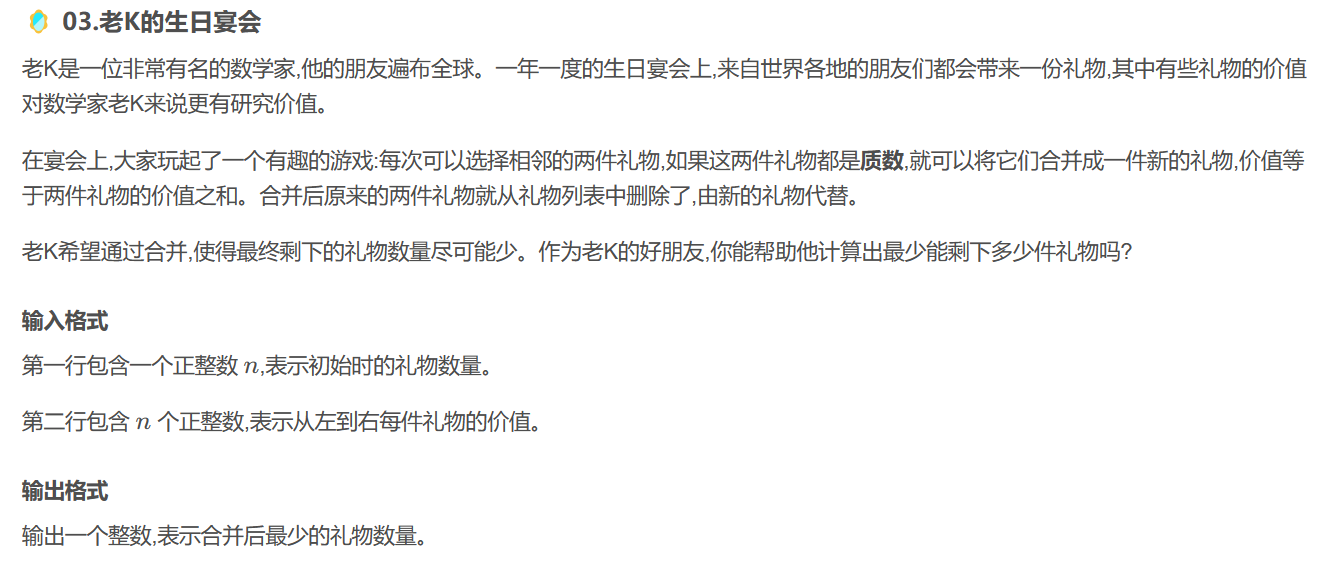 03.老K的生日宴会
老K是一位非常有名的数学家,他的朋友遍布全球。一年一度的生日宴会上,来自世界各地的朋友们都会带来一份礼物,其中有些礼物的价值
对数学家老K来说更有研究价值。
在宴会上,大家玩起了一个有趣的游戏:每次可以选择相邻的两件礼物,如果这两件礼物都是质数,就可以将它们合并成一件新的礼物,价值等
于两件礼物的价值之和。合并后原来的两件礼物就从礼物列表中删除了,由新的礼物代替。
老K希望通过合并,使得最终剩下的礼物数量尽可能少。作为老K的好朋友,你能帮助他计算出最少能剩下多少件礼物吗?
输入格式
第一行包含一个正整数 n,表示初始时的礼物数量。
第二行包含 n 个正整数,表示从左到右每件礼物的价值。
输出格式
输出一个整数,表示合并后最少的礼物数量。